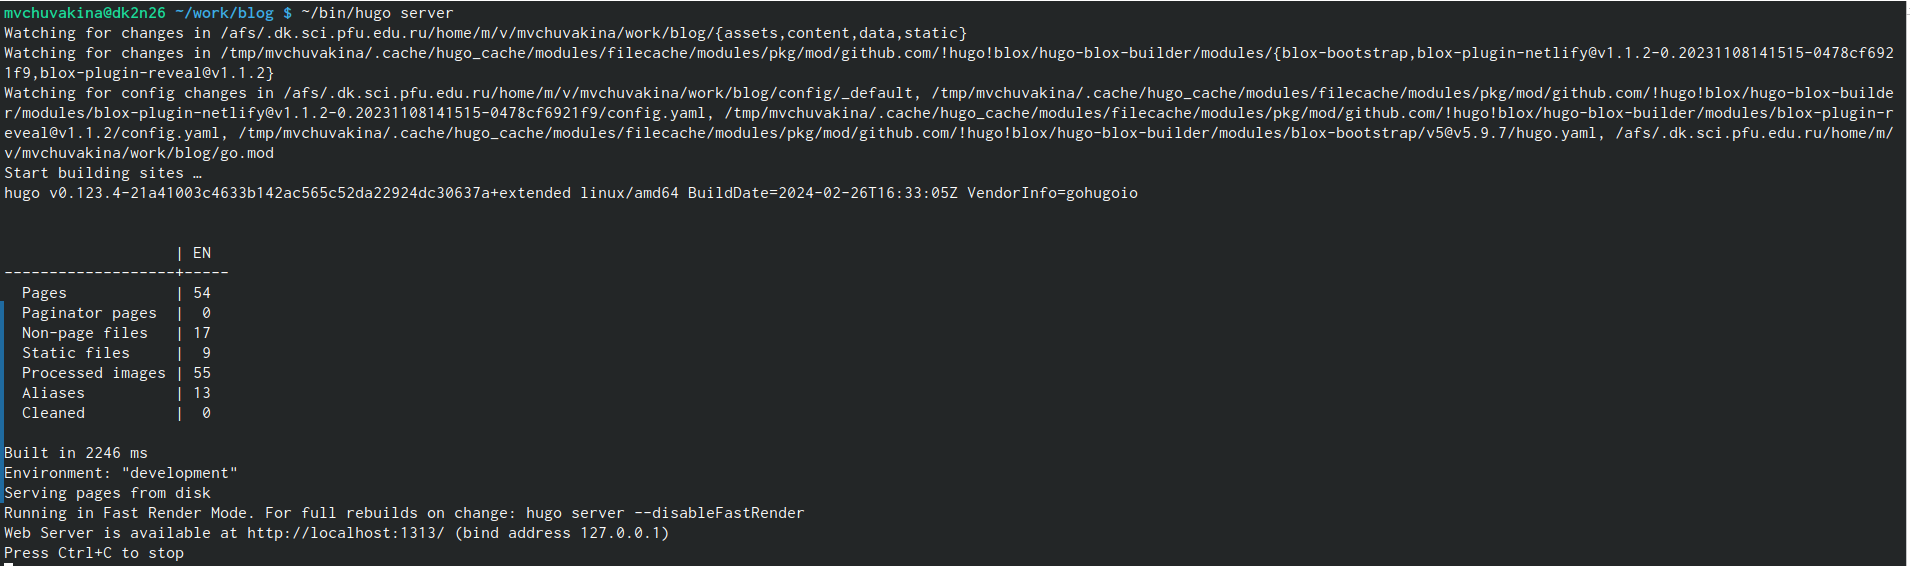 mvchuvakina@dk2n26 ~/work/blog $ ~/bin/hugo server
Watching for changes in /afs/.dk.sci.pfu.edu.ru/home/m/v/mvchuvakina/work/blog/{assets,content,data,static}
Watching for changes in /tmp/mvchuvakina/.cache/hugo_cache/modules/filecache/modules/pkg/mod/github.com/!hugo!blox/hugo-blox-builder/modules/{blox-bootstrap,blox-plugin-netlify@v1.1.2-0.20231108141515-0478cf692
1f9,blox-plugin-reveal@v1.1.2}
Watching for config changes in /afs/.dk.sci.pfu.edu.ru/home/m/v/mvchuvakina/work/blog/config/_default, /tmp/mvchuvakina/.cache/hugo_cache/modules/filecache/modules/pkg/mod/github.com/!hugo!blox/hugo-blox-builde
r/modules/blox-plugin-netlify@v1.1.2-0.20231108141515-0478cf6921f9/config.yaml, /tmp/mvchuvakina/.cache/hugo_cache/modules/filecache/modules/pkg/mod/github.com/!hugo!blox/hugo-blox-builder/modules/blox-plugin-r
eveal@v1.1.2/config.yaml, /tmp/mvchuvakina/.cache/hugo_cache/modules/filecache/modules/pkg/mod/github.com/!hugo!blox/hugo-blox-builder/modules/blox-bootstrap/v5@v5.9.7/hugo.yaml, /afs/.dk.sci.pfu.edu.ru/home/m/
v/mvchuvakina/work/blog/go.mod
Start building sites …
hugo v0.123.4-21a41003c4633b142ac565c52da22924dc30637a+extended linux/amd64 BuildDate=2024-02-26T16:33:05Z VendorInfo=gohugoio
                   | EN
-------------------+-----
  Pages            | 54
  Paginator pages  |  0
  Non-page files   | 17
  Static files     |  9
  Processed images | 55
  Aliases          | 13
  Cleaned          |  0
Built in 2246 ms
Environment: "development"
Serving pages from disk
Running in Fast Render Mode. For full rebuilds on change: hugo server --disableFastRender
Web Server is available at http://localhost:1313/ (bind address 127.0.0.1)
Press Ctrl+C to stop